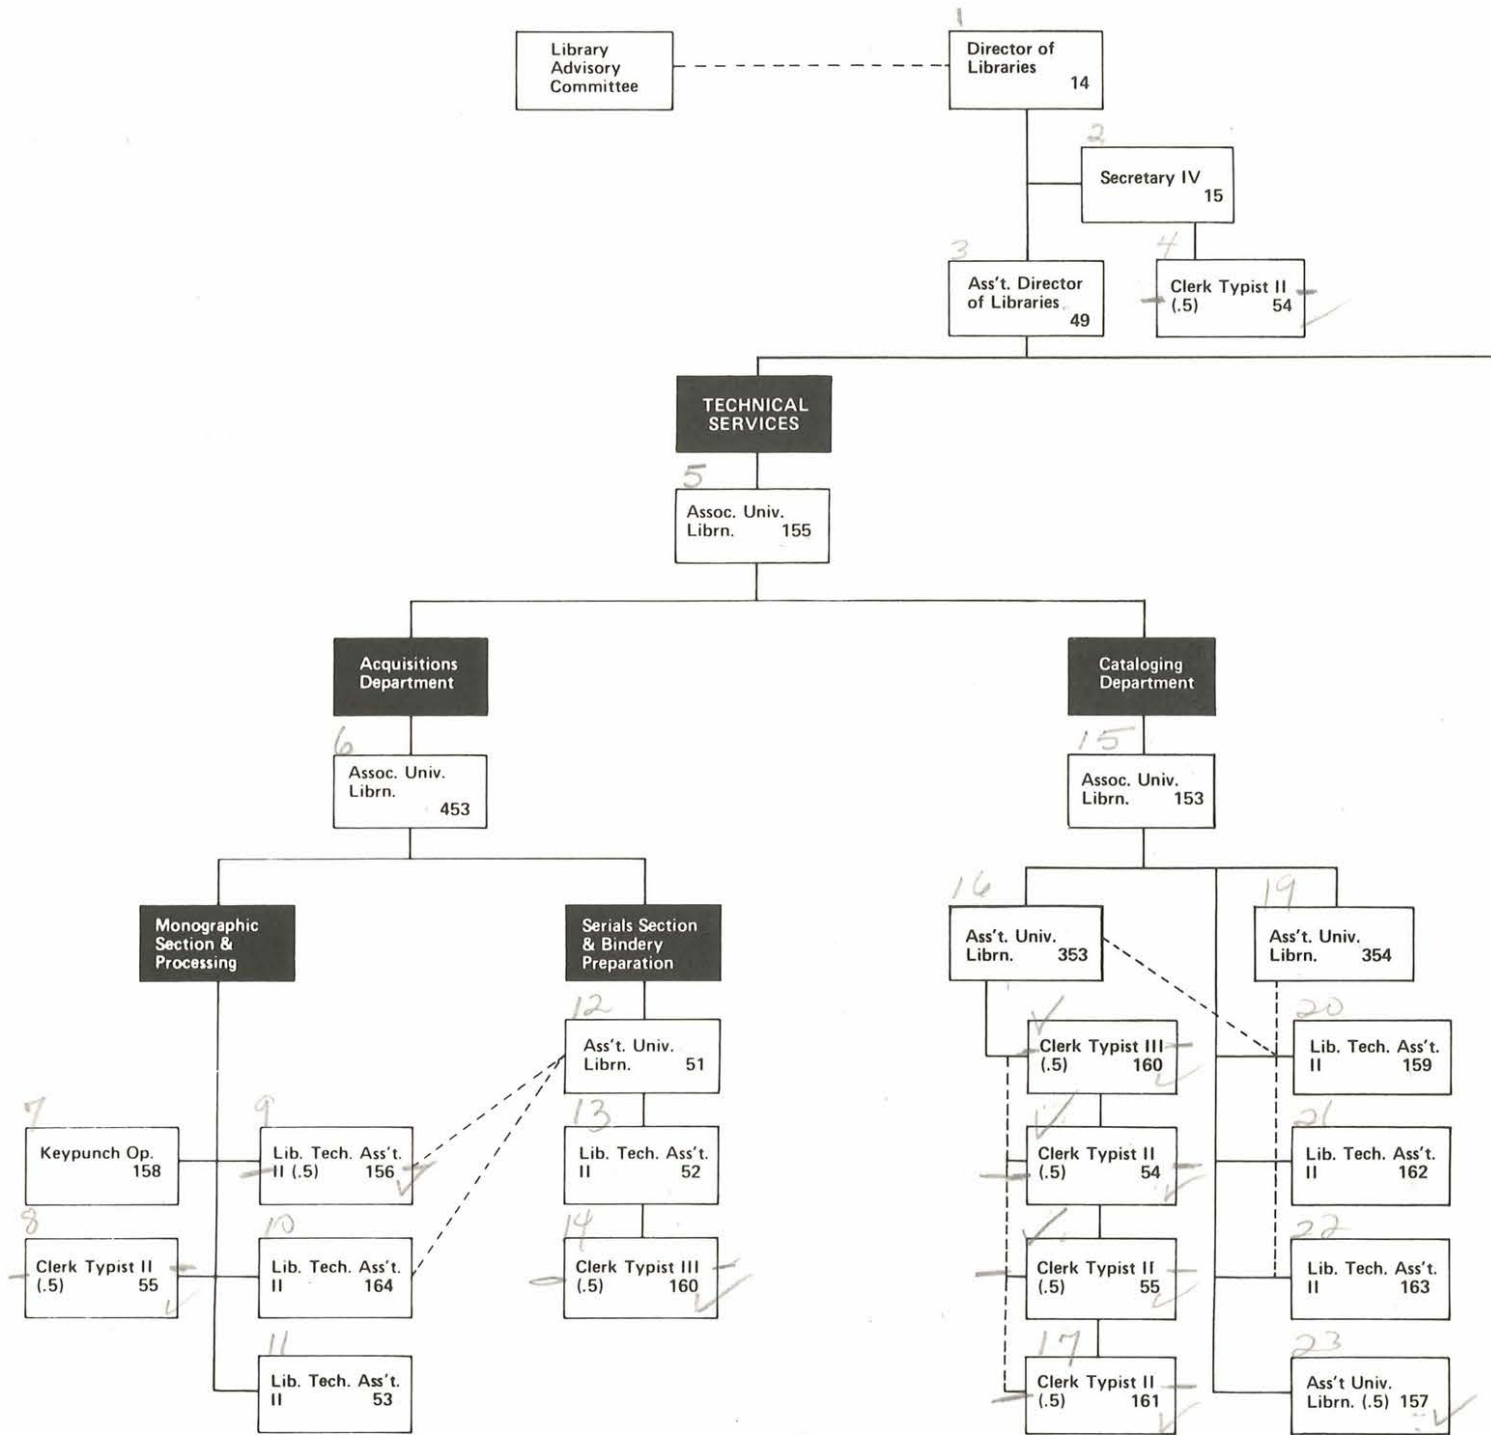 1
Library
Advisory
Committee
Director of
Libraries
14
2
Secretary IV
15
3
Ass't. Director
of Libraries
49
4
Clerk Typist II
(.5) 54
TECHNICAL
SERVICES
5
Assoc. Univ.
Librn. 155
Acquisitions
Department
Cataloging
Department
6
Assoc. Univ.
Librn.
453
15
Assoc. Univ.
Librn. 153
Monographic
Section &
Processing
Serials Section
& Bindery
Preparation
16
Ass't. Univ.
Librn. 353
19
Ass't. Univ.
Librn. 354
12
Ass't. Univ.
Librn. 51
Clerk Typist III
(.5) 160
20
Lib. Tech. Ass't.
II 159
7
Keypunch Op.
158
9
Lib. Tech. Ass't.
II (.5) 156
13
Lib. Tech. Ass't.
II 52
Clerk Typist II
(.5) 54
21
Lib. Tech. Ass't.
II 162
8
Clerk Typist II
(.5) 55
10
Lib. Tech. Ass't.
II 164
14
Clerk Typist III
(.5) 160
Clerk Typist II
(.5) 55
22
Lib. Tech. Ass't.
II 163
11
Lib. Tech. Ass't.
II 53
17
Clerk Typist II
(.5) 161
23
Ass't Univ.
Librn. (.5) 157